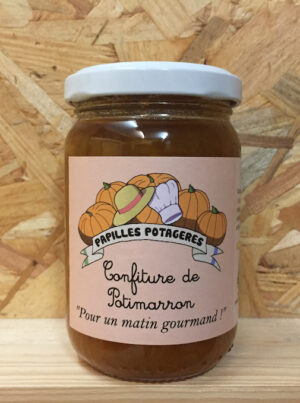 PAPILLES POTAGERES
Confiture de
Potimarron
"Pour un matin gourmand !"